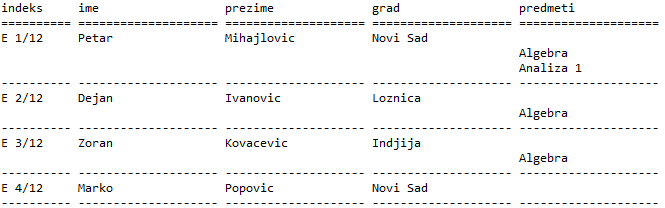 indeks     ime                  prezime              grad                 predmeti
========== ==================== ==================== ==================== ====================
E 1/12     Petar                Mihajlovic           Novi Sad
                                                                          Algebra
                                                                          Analiza 1
---------- -------------------- -------------------- -------------------- --------------------
E 2/12     Dejan                Ivanovic             Loznica
                                                                          Algebra
---------- -------------------- -------------------- -------------------- --------------------
E 3/12     Zoran                Kovacevic            Indjija
                                                                          Algebra
---------- -------------------- -------------------- -------------------- --------------------
E 4/12     Marko                Popovic              Novi Sad
---------- -------------------- -------------------- -------------------- --------------------